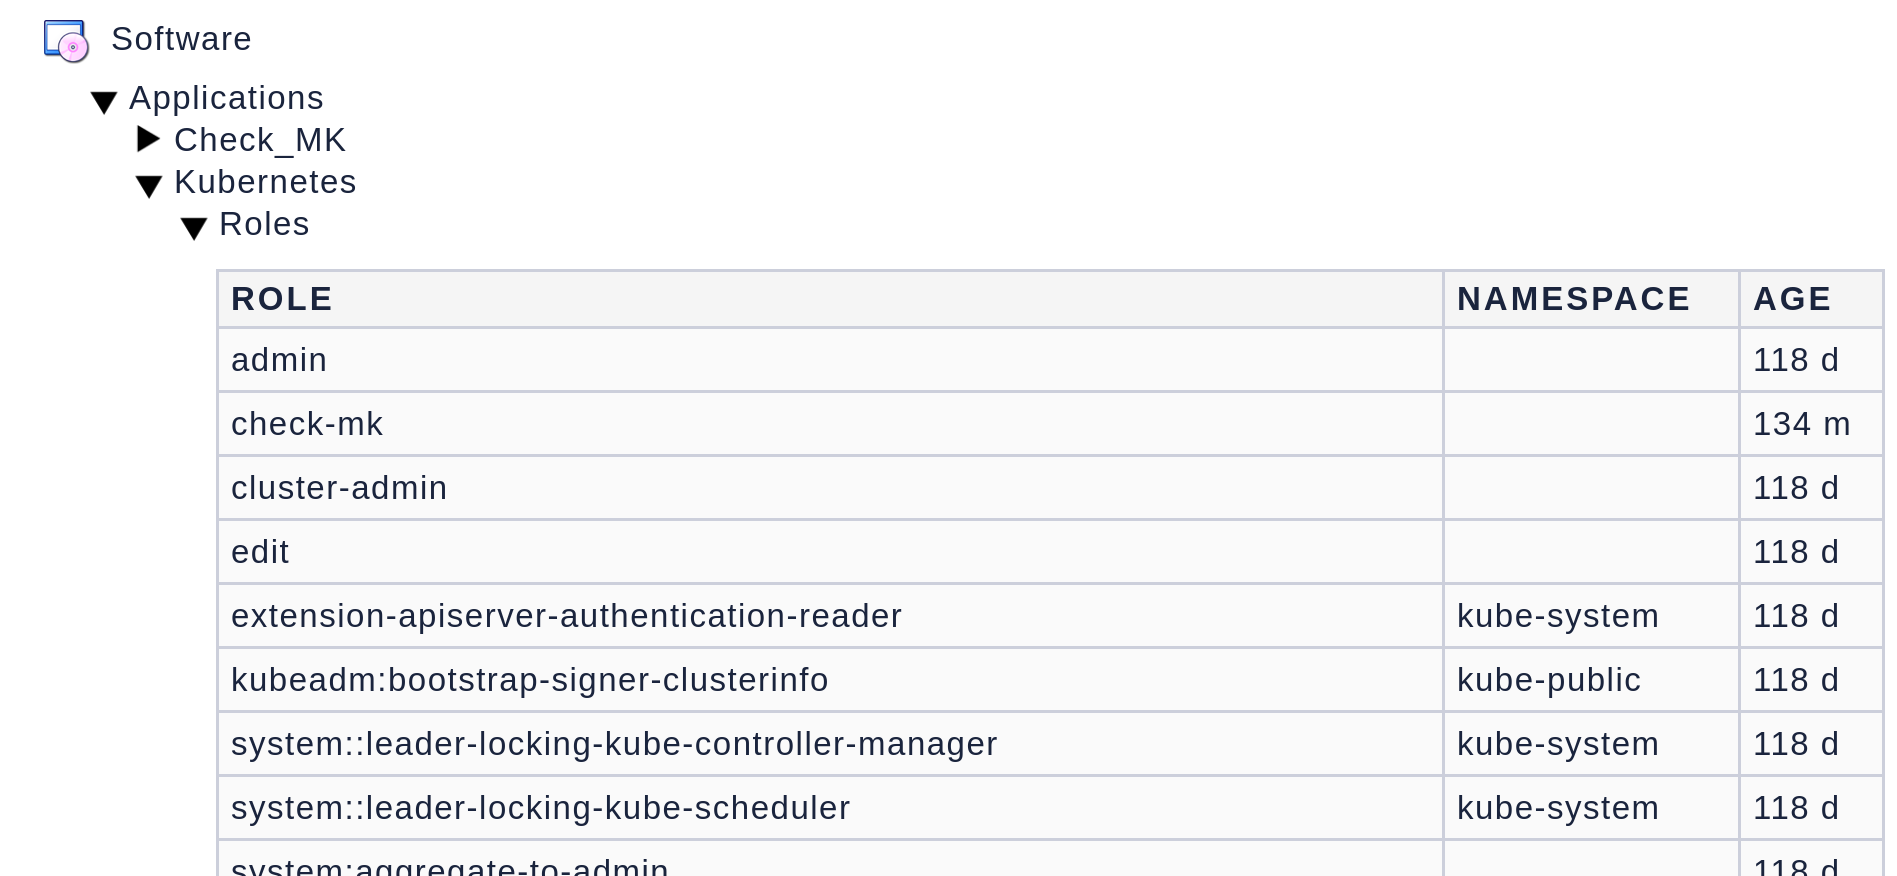 Software
Applications
Check_MK
Kubernetes
Roles
ROLE NAMESPACE AGE
admin 118 d
check-mk 134 m
cluster-admin 118 d
edit 118 d
extension-apiserver-authentication-reader kube-system 118 d
kubeadm:bootstrap-signer-clusterinfo kube-public 118 d
system::leader-locking-kube-controller-manager kube-system 118 d
system::leader-locking-kube-scheduler kube-system 118 d
system:aggregate-to-admin 118 d